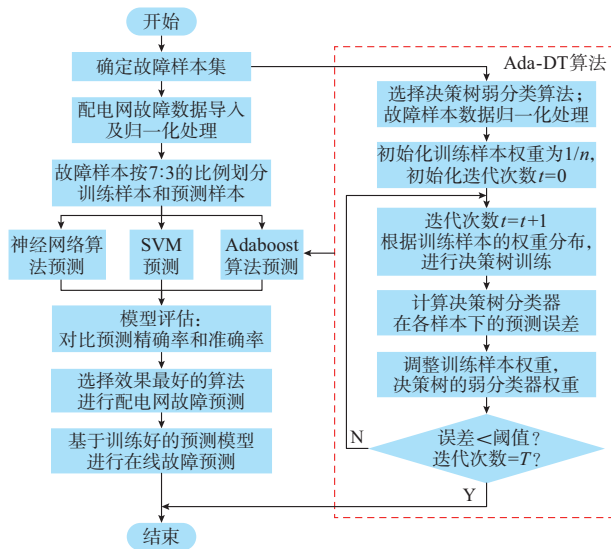 开始
确定故障样本集
配电网故障数据导入
及归一化处理
故障样本按7:3的比例划分
训练样本和预测样本
神经网络算
法预测
SVM
预测
Adaboost
算法预测
模型评估:
对比预测精确率和准确率
选择效果最好的算法
进行配电网故障预测
基于训练好的预测模型
进行在线故障预测
结束
Ada-DT算法
选择决策树弱分类算法;
故障样本数据归一化处理
初始化训练样本权重为1/n,
初始化迭代次数t=0
迭代次数t=t+1
根据训练样本的权重分布,
进行决策树训练
计算决策树分类器
在各样本下的预测误差
调整训练样本权重,
决策树的弱分类器权重
误差<阈值?
迭代次数=T?
N
Y